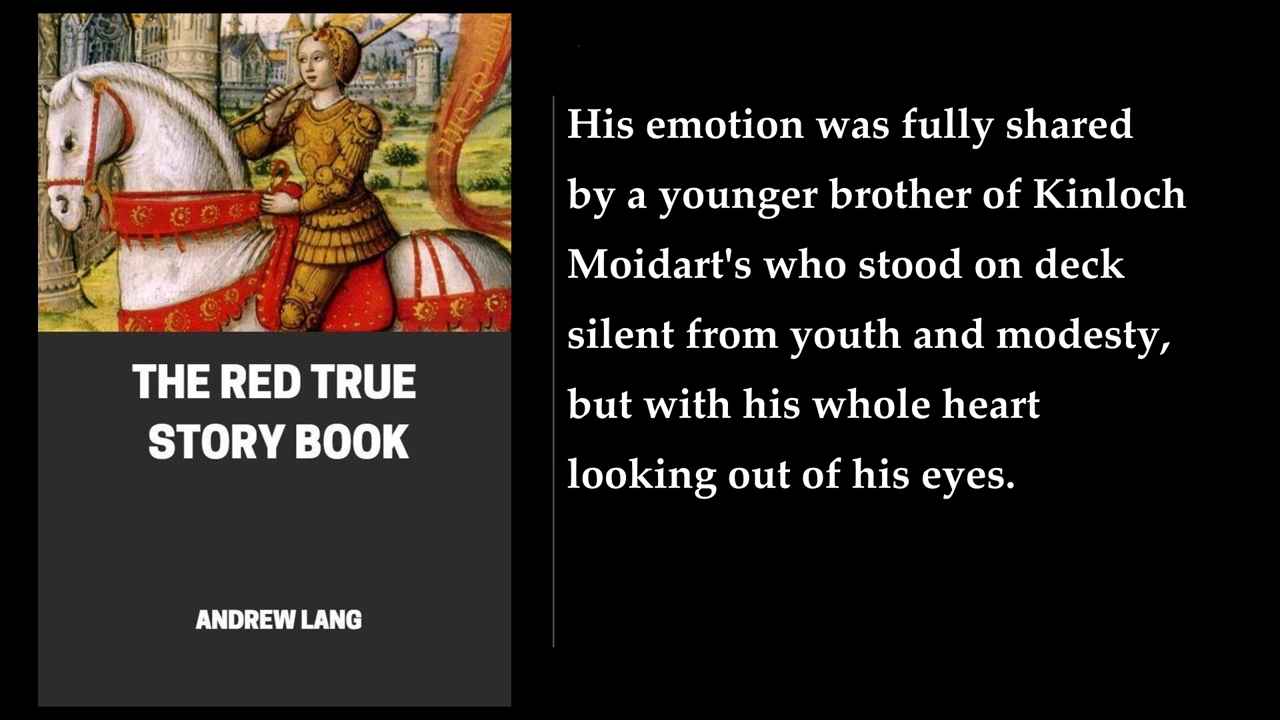 THE RED TRUE
STORY BOOK
ANDREW LANG
His emotion was fully shared
by a younger brother of Kinloch
Moidart's who stood on deck
silent from youth and modesty,
but with his whole heart
looking out of his eyes.